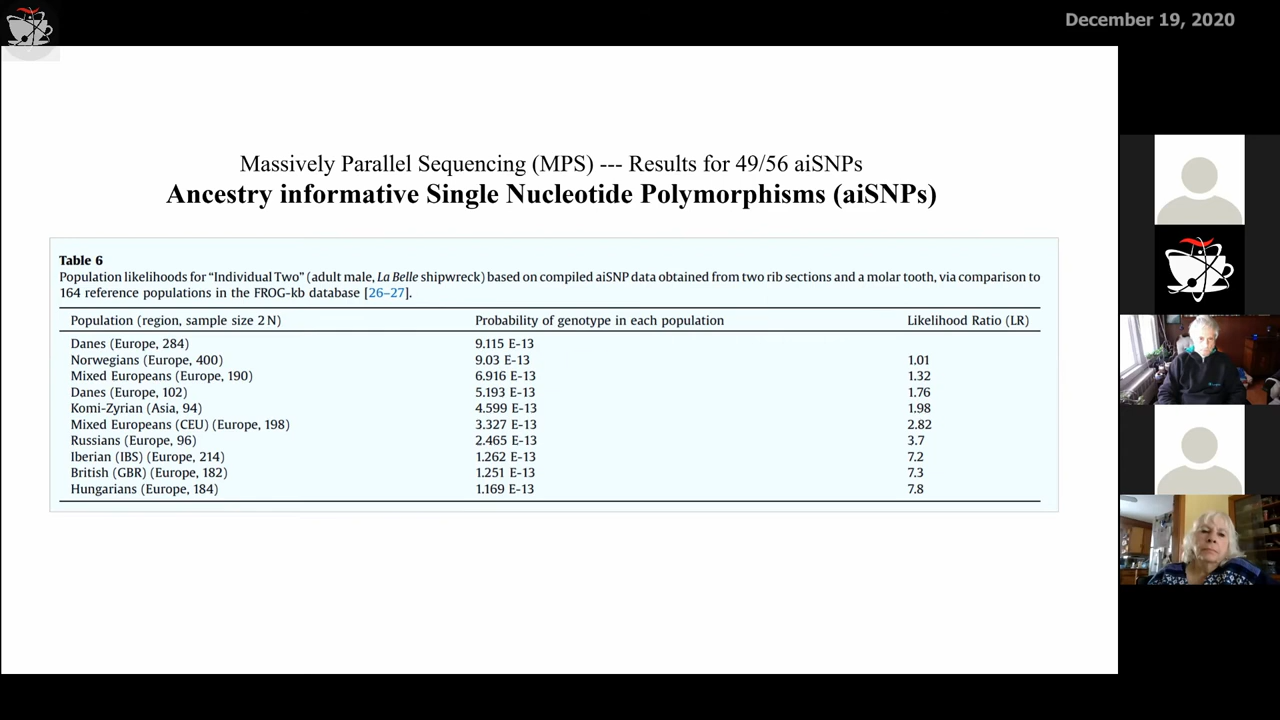 December 19, 2020
Massively Parallel Sequencing (MPS) --- Results for 49/56 aiSNPs
Ancestry informative Single Nucleotide Polymorphisms (aiSNPs)
Table 6
Population likelihoods for “Individual Two” (adult male, La Belle shipwreck) based on compiled aiSNP data obtained from two rib sections and a molar tooth, via comparison to
164 reference populations in the FROG-kb database [26–27].
Population (region, sample size 2 N) Probability of genotype in each population Likelihood Ratio (LR)
Danes (Europe, 284) 9.115 E-13
Norwegians (Europe, 400) 9.03 E-13 1.01
Mixed Europeans (Europe, 190) 6.916 E-13 1.32
Danes (Europe, 102) 5.193 E-13 1.76
Komi-Zyrian (Asia, 94) 4.599 E-13 1.98
Mixed Europeans (CEU) (Europe, 198) 3.327 E-13 2.82
Russians (Europe, 96) 2.465 E-13 3.7
Iberian (IBS) (Europe, 214) 1.262 E-13 7.2
British (GBR) (Europe, 182) 1.251 E-13 7.3
Hungarians (Europe, 184) 1.169 E-13 7.8